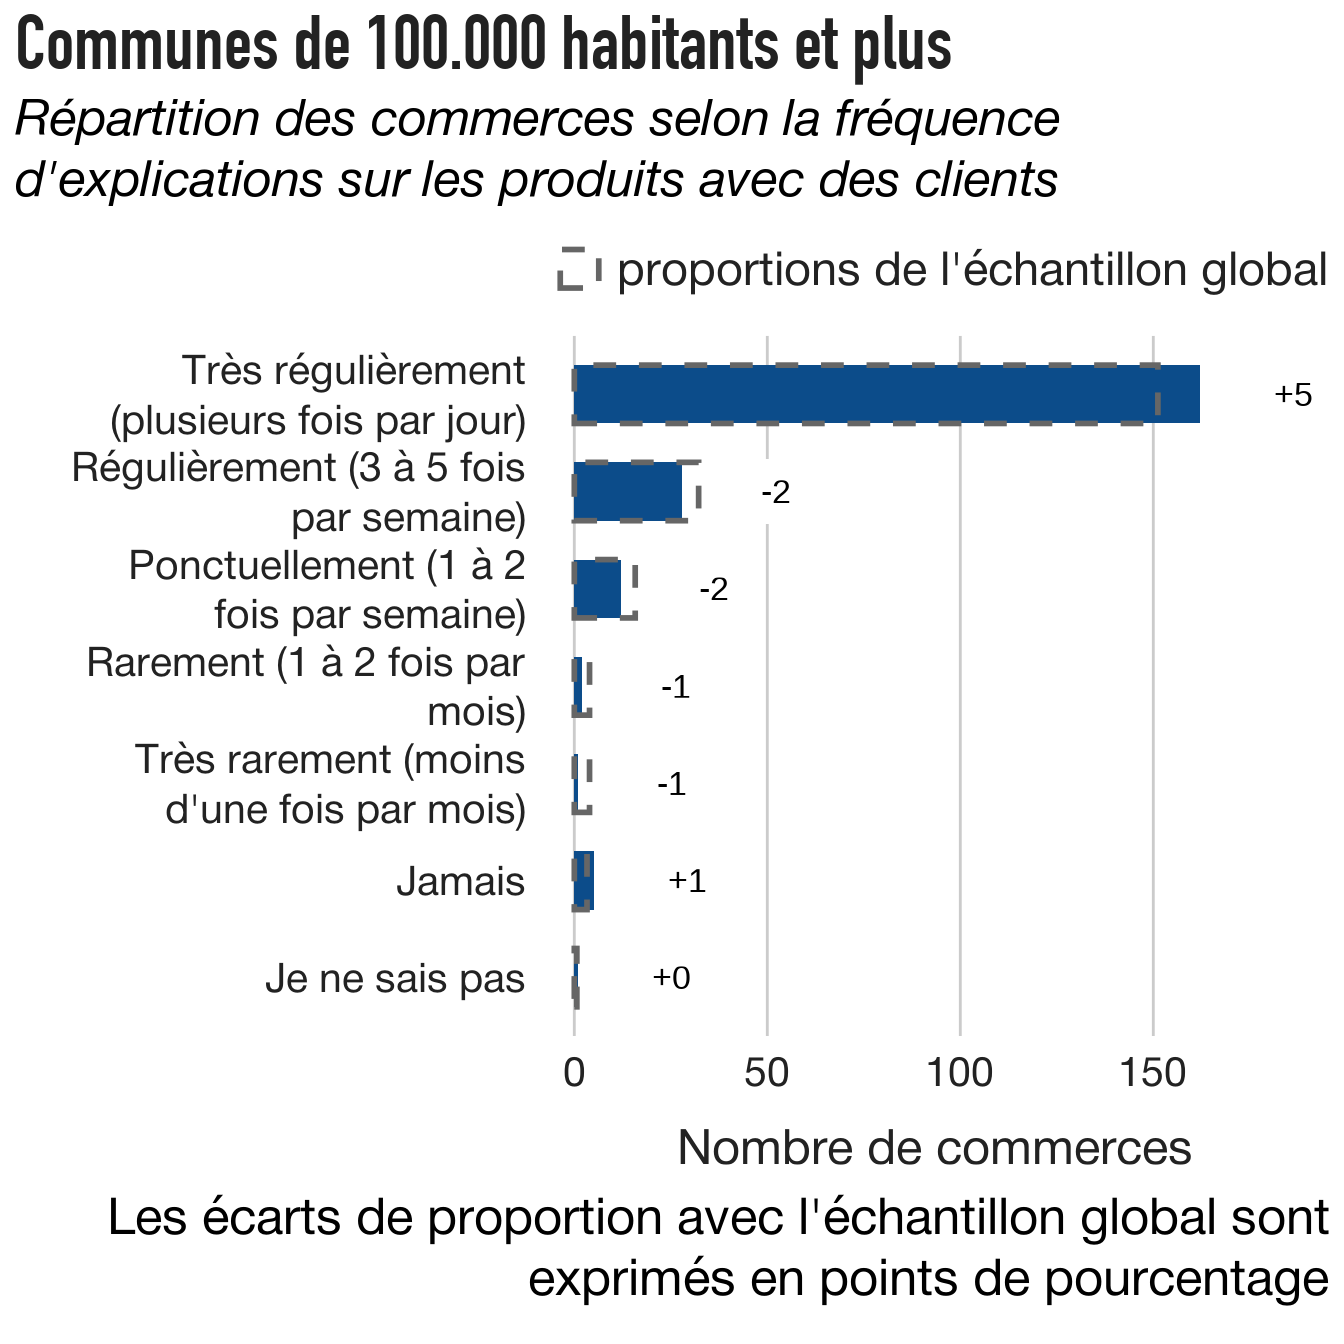 Communes de 100.000 habitants et plus
Répartition des commerces selon la fréquence
d'explications sur les produits avec des clients
proportions de l'échantillon global
Très régulièrement
(plusieurs fois par jour)
+5
Régulièrement (3 à 5 fois
par semaine)
-2
Ponctuellement (1 à 2
fois par semaine)
-2
Rarement (1 à 2 fois par
mois)
-1
Très rarement (moins
d'une fois par mois)
-1
Jamais
+1
Je ne sais pas
+0
0 50 100 150
Nombre de commerces
Les écarts de proportion avec l'échantillon global sont
exprimés en points de pourcentage